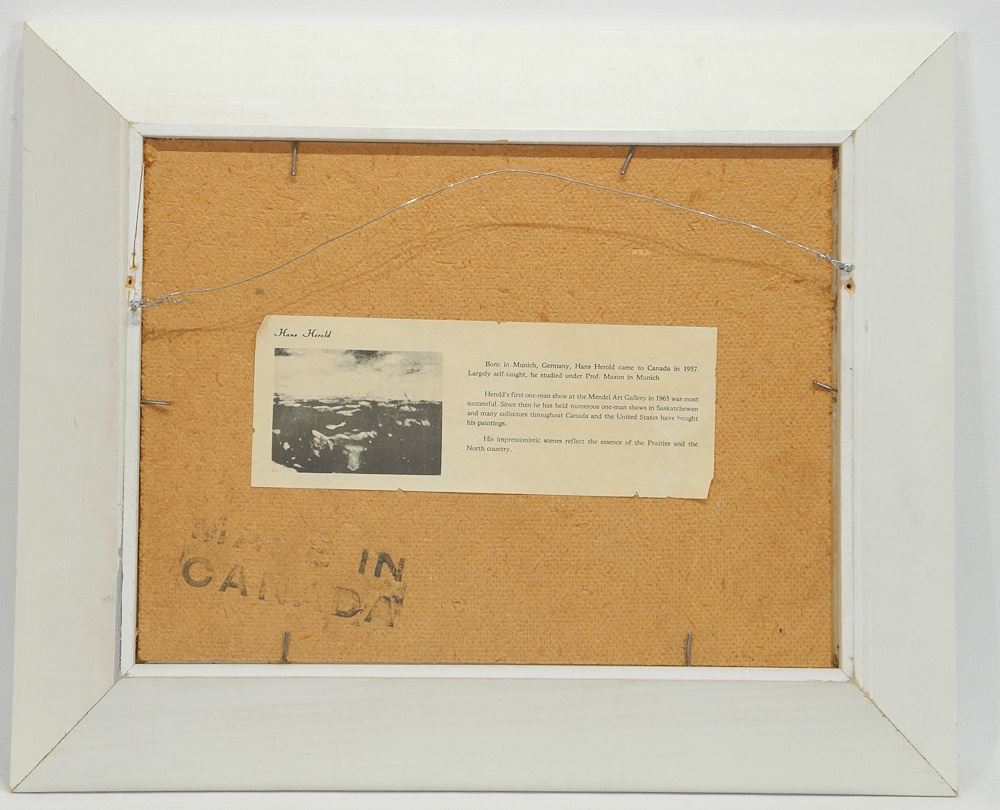 Hans Herold
Born in Munich, Germany, Hans Herold came to Canada in 1957.
Largely self-taught, he studied under Prof. Maxon in Munich
Herold's first one-man show at the Mendel Art Gallery in 1965 was most
successful. Since then he has held numerous one-man shows in Saskatchewan
and many collectors throughout Canada and the United States have bought
his paintings.
His impressionistic scenes reflect the essence of the Prairies and the
North country.
MADE IN
CANADA